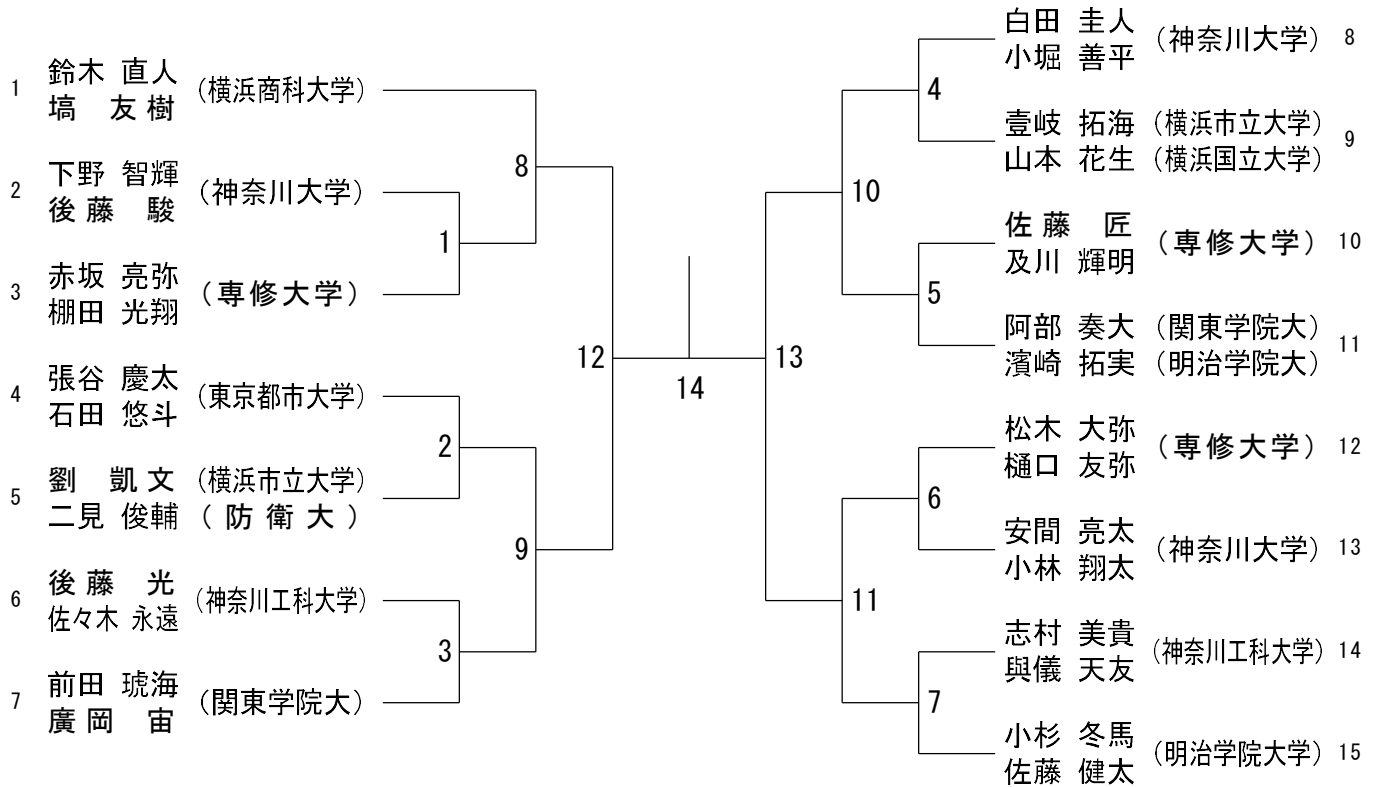 1 鈴木 直人 (横浜商科大学)
塙 友樹
2 下野 智輝 (神奈川大学)
後藤 駿
3 赤坂 亮弥 (専修大学)
棚田 光翔
4 張谷 慶太 (東京都市大学)
石田 悠斗
5 劉 凱文 (横浜市立大学)
二見 俊輔 (防衛大)
6 後藤 光 (神奈川工科大学)
佐々木 永遠
7 前田 琥海 (関東学院大)
廣岡 宙
8
1
2
9
3
12
14
13
4
10
5
6
11
7
白田 圭人 (神奈川大学) 8
小堀 善平
壹岐 拓海 (横浜市立大学) 9
山本 花生 (横浜国立大学)
佐藤 匠 (専修大学) 10
及川 輝明
阿部 奏大 (関東学院大) 11
濱崎 拓実 (明治学院大)
松木 大弥 (専修大学) 12
樋口 友弥
安間 亮太 (神奈川大学) 13
小林 翔太
志村 美貴 (神奈川工科大学) 14
與儀 天友
小杉 冬馬 (明治学院大学) 15
佐藤 健太